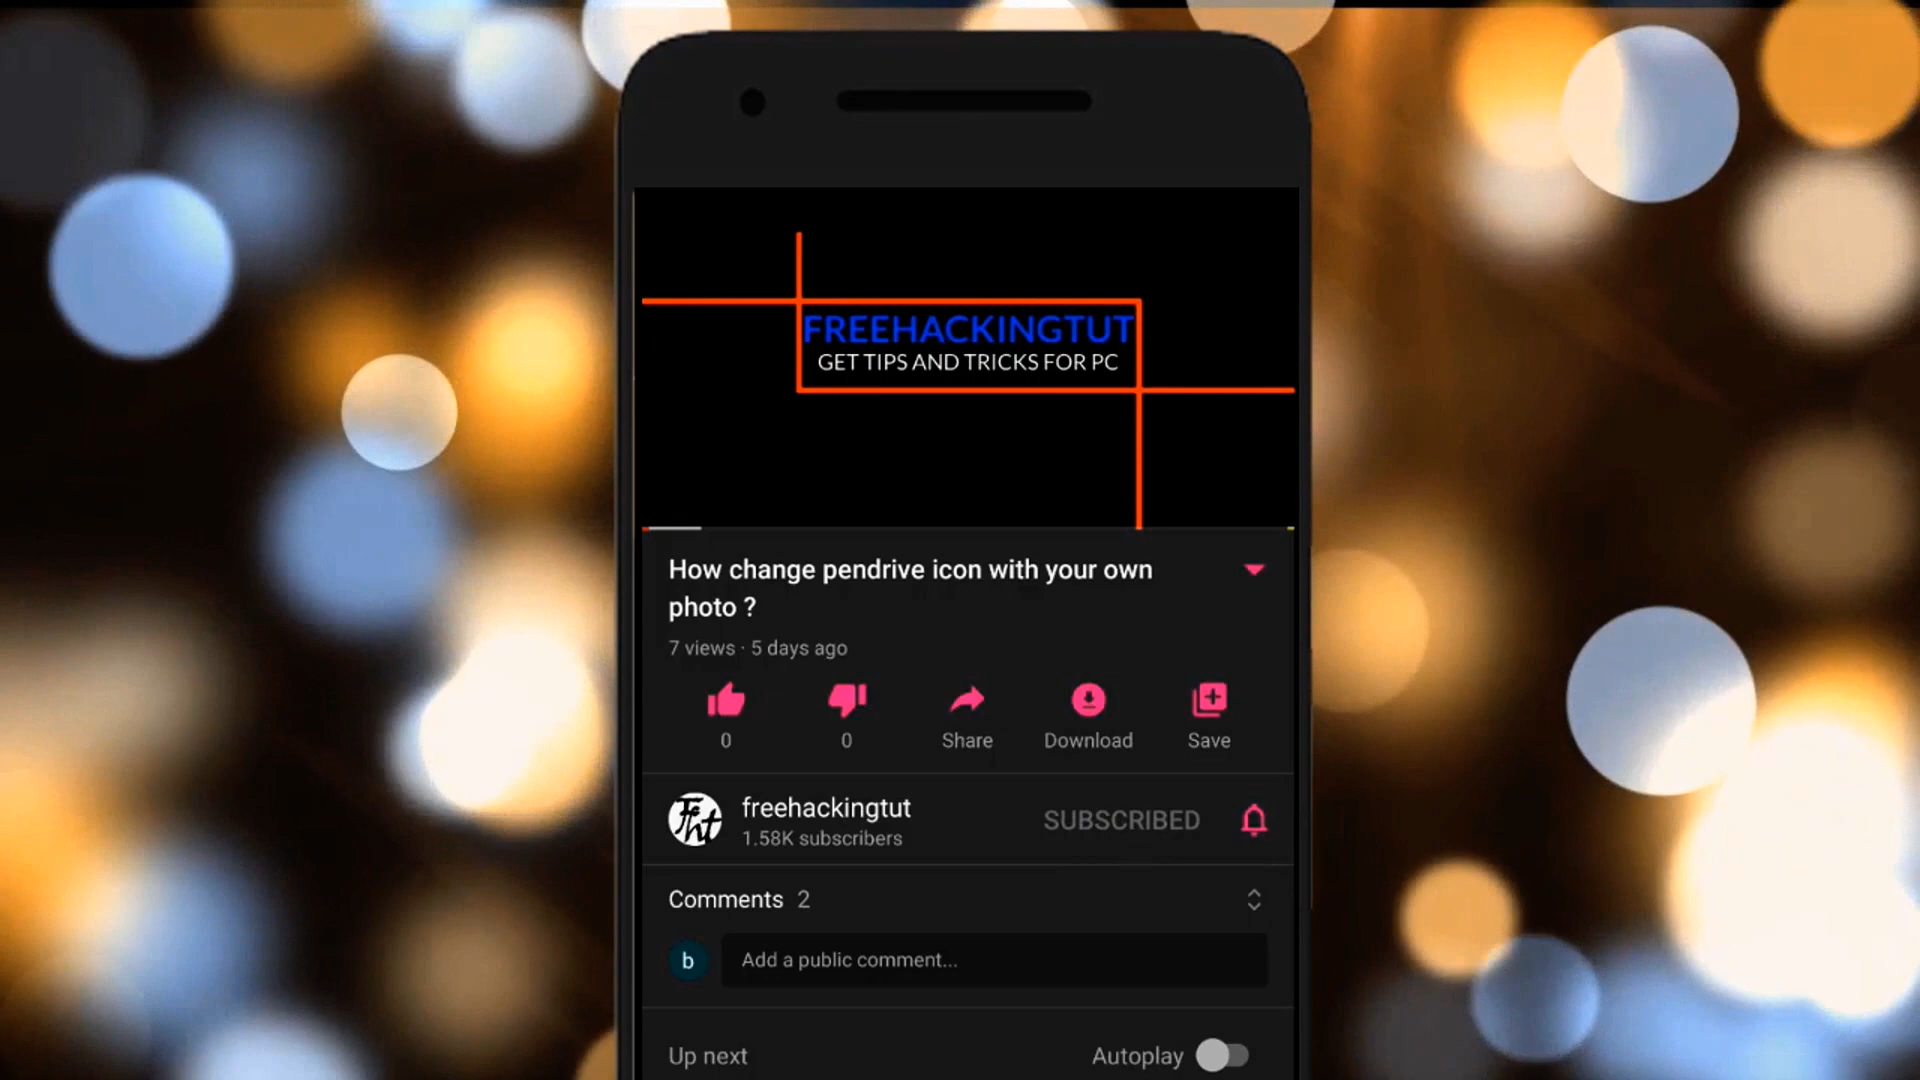 FREEHACKINGTUT
GET TIPS AND TRICKS FOR PC
How change pendrive icon with your own
photo ?
7 views · 5 days ago
0
0
Share
Download
Save
Fht
freehackingtut
1.58K subscribers
SUBSCRIBED
Comments 2
b
Add a public comment...
Up next
Autoplay